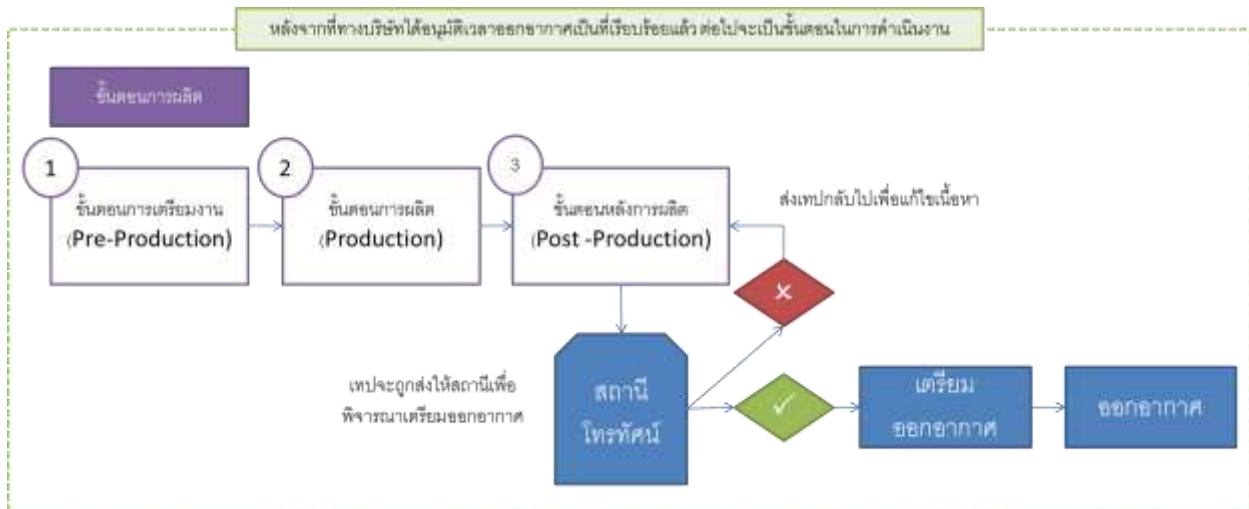 หลังจากที่ทางบริษัทได้อนุมัติเวลาออกอากาศเป็นที่เรียบร้อยแล้ว ต่อไปจะเป็นขั้นตอนในการดำเนินงาน
ขั้นตอนการผลิต
1
2
3
ขั้นตอนการเตรียมงาน
(Pre-Production)
ขั้นตอนการผลิต
(Production)
ขั้นตอนหลังการผลิต
(Post -Production)
ส่งเทปกลับไปเพื่อแก้ไขเนื้อหา
เทปจะถูกส่งให้สถานีเพื่อ
พิจารณาเตรียมออกอากาศ
สถานี
โทรทัศน์
เตรียม
ออกอากาศ
ออกอากาศ